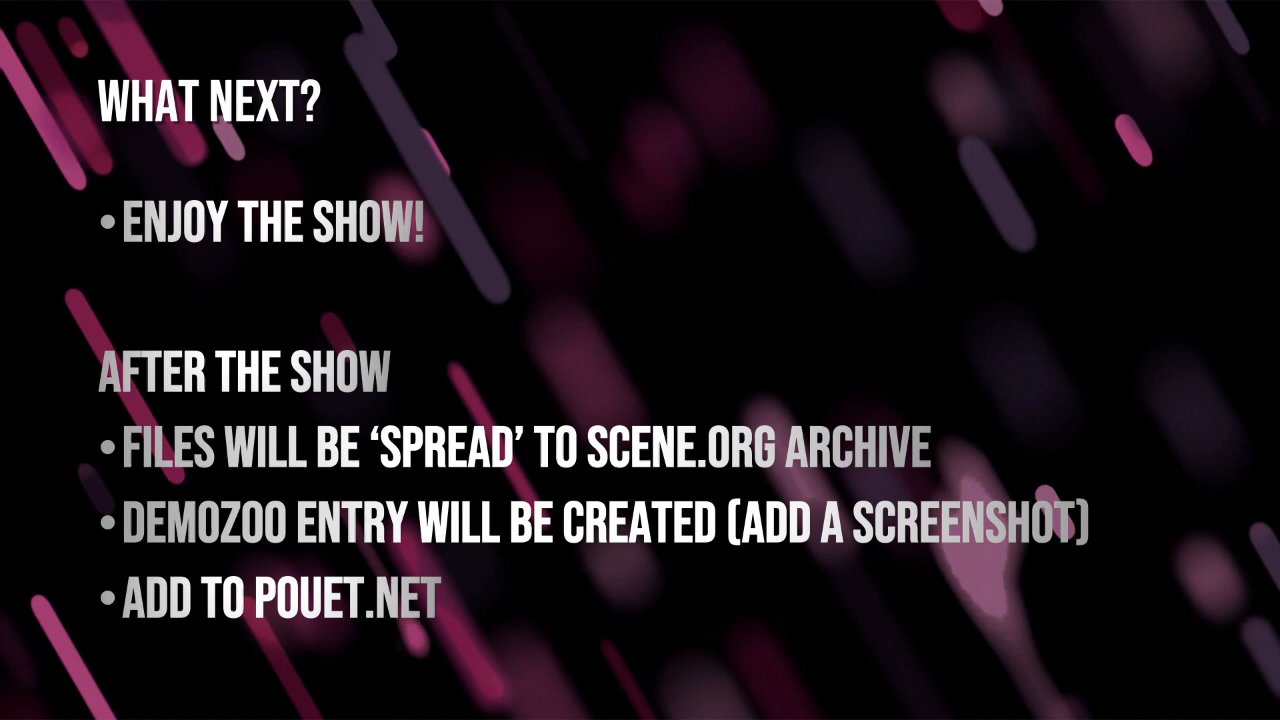 WHAT NEXT?
• ENJOY THE SHOW!
AFTER THE SHOW
• FILES WILL BE ‘SPREAD’ TO SCENE.ORG ARCHIVE
• DEMOZOO ENTRY WILL BE CREATED (ADD A SCREENSHOT)
• ADD TO POUET.NET